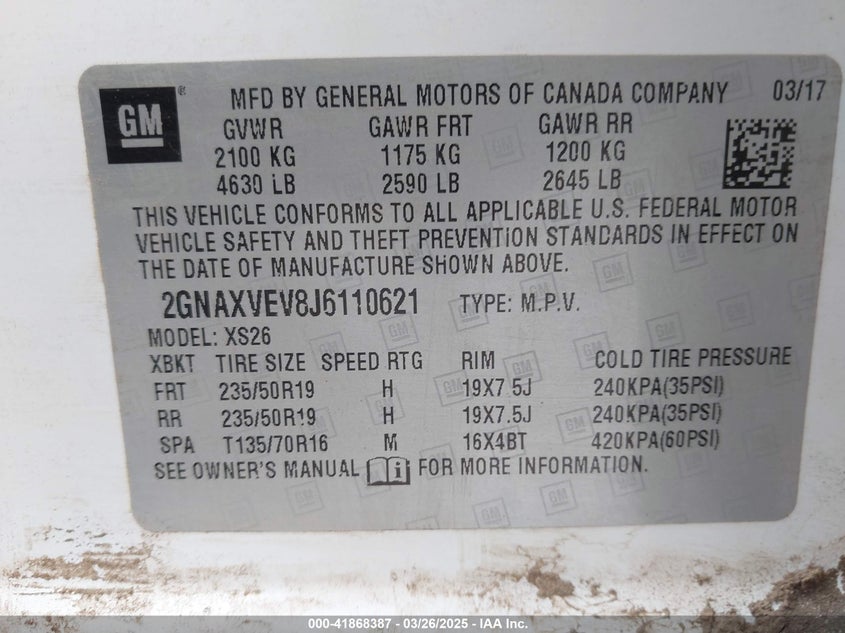 GM ® MFD BY GENERAL MOTORS OF CANADA COMPANY 03/17
GVWR GAWR FRT GAWR RR
2100 KG 1175 KG 1200 KG
4630 LB 2590 LB 2645 LB
THIS VEHICLE CONFORMS TO ALL APPLICABLE U.S. FEDERAL MOTOR
VEHICLE SAFETY AND THEFT PREVENTION STANDARDS IN EFFECT ON
THE DATE OF MANUFACTURE SHOWN ABOVE.
2GNAXVEV8J6110621 TYPE: M.P.V.
MODEL: XS26
XBKT TIRE SIZE SPEED RTG RIM COLD TIRE PRESSURE
FRT 235/50R19 H 19X7.5J 240KPA(35PSI)
RR 235/50R19 H 19X7.5J 240KPA(35PSI)
SPA T135/70R16 M 16X4BT 420KPA(60PSI)
SEE OWNER'S MANUAL i FOR MORE INFORMATION.
000-41868387 - 03/26/2025 - IAA Inc.